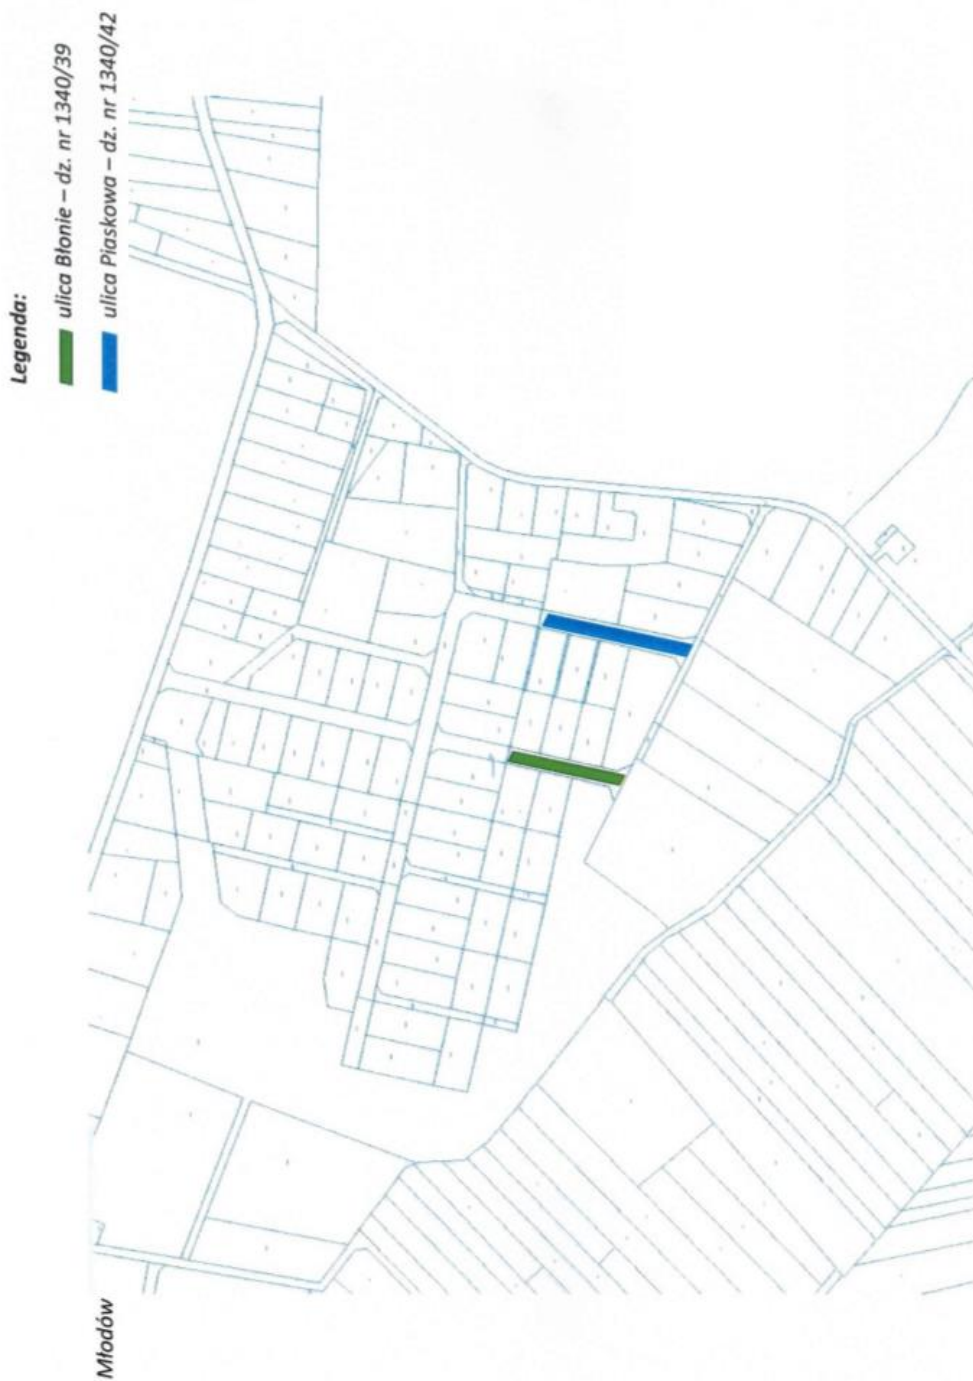 Młodów
Legenda:
ulica Błonie – dz. nr 1340/39
ulica Piaskowa – dz. nr 1340/42